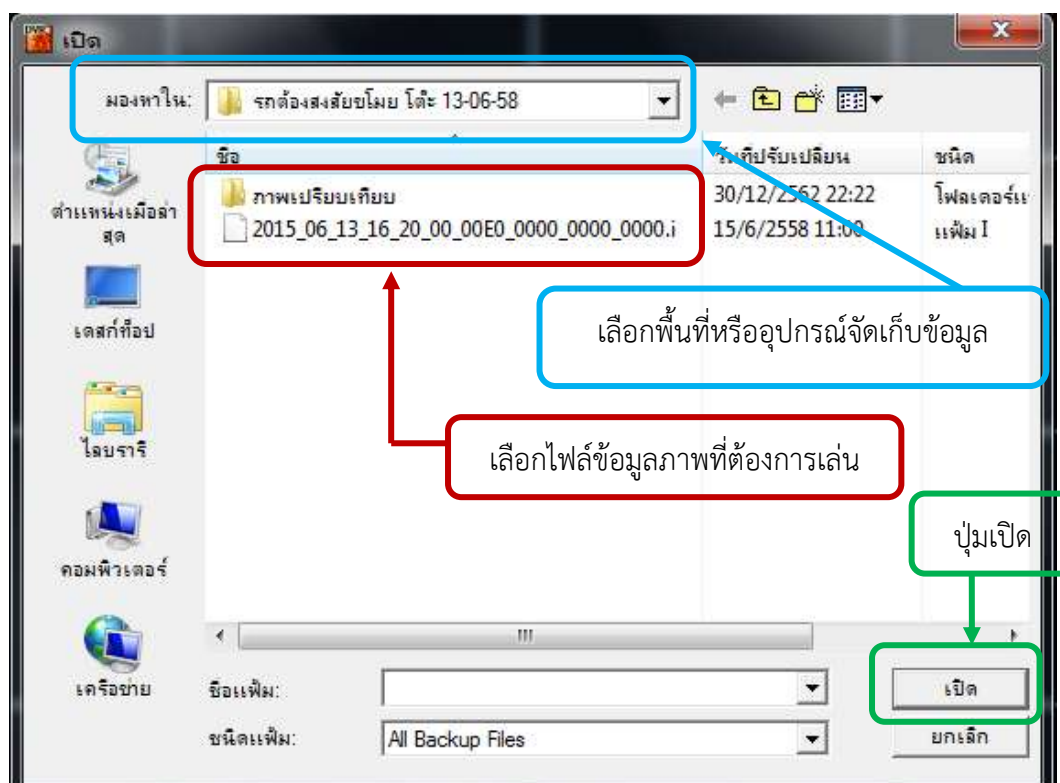 เปิด
มองหาใน: รถต้องสงสัยขโมย โต๊ะ 13-06-58
ชื่อ วันที่ปรับเปลี่ยน ชนิด
ภาพเปรียบเทียบ 30/12/2562 22:22 โฟลเดอร์แ
2015_06_13_16_20_00_00E0_0000_0000_0000.i 15/6/2558 11:00 แฟ้ม I
ตำแหน่งเมื่อล่า
สุด
เดสก์ท็อป
ไลบรารี
คอมพิวเตอร์
เครือข่าย
เลือกพื้นที่หรืออุปกรณ์จัดเก็บข้อมูล
เลือกไฟล์ข้อมูลภาพที่ต้องการเล่น
ปุ่มเปิด
ชื่อแฟ้ม: เปิด
ชนิดแฟ้ม: All Backup Files ยกเลิก